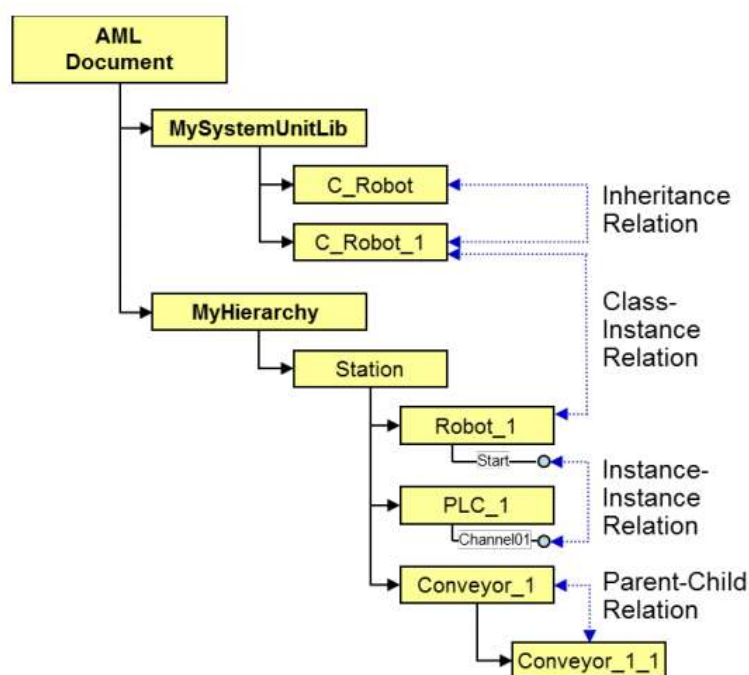 AML
Document
MySystemUnitLib
C_Robot
C_Robot_1
Inheritance
Relation
MyHierarchy
Class-
Instance
Relation
Station
Robot_1
Start
PLC_1
Channel01
Instance-
Instance
Relation
Conveyor_1
Parent-Child
Relation
Conveyor_1_1